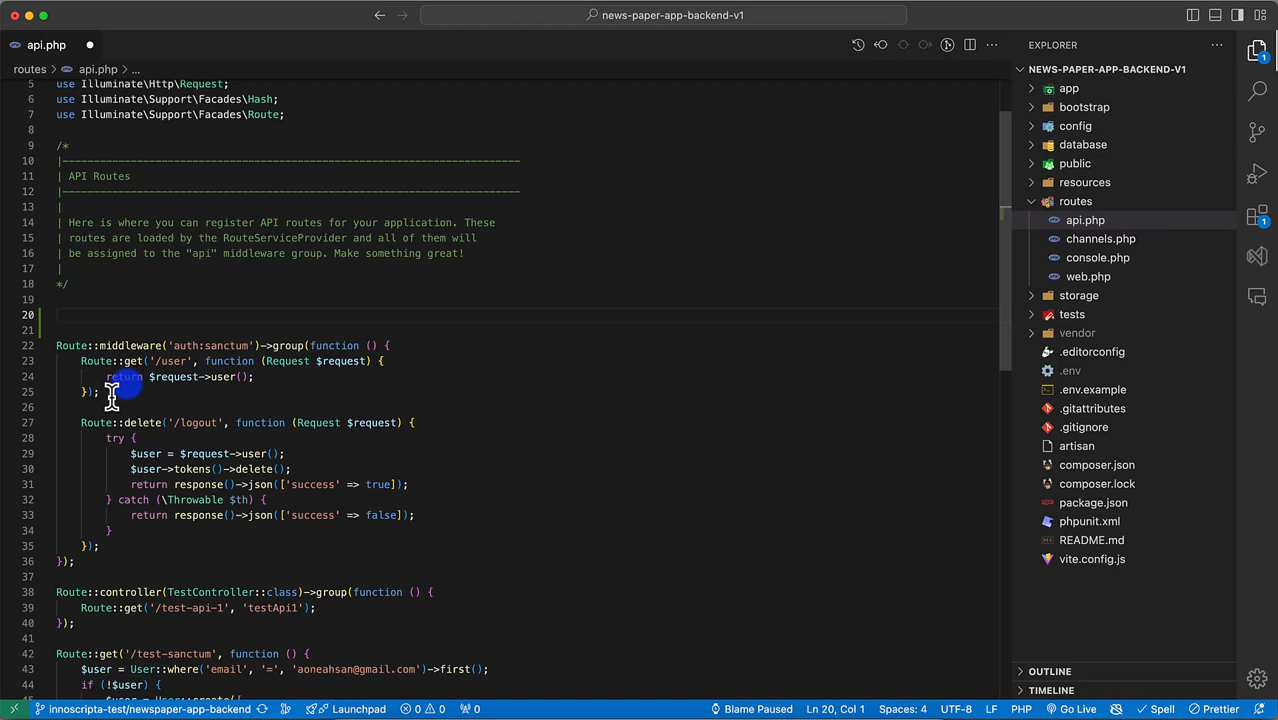 news-paper-app-backend-v1
api.php
EXPLORER
routes > api.php > ...
NEWS-PAPER-APP-BACKEND-V1
5 use Illuminate\Http\Request;
6 use Illuminate\Support\Facades\Hash;
7 use Illuminate\Support\Facades\Route;
8
9 /*
10 |--------------------------------------------------------------------------
11 | API Routes
12 |--------------------------------------------------------------------------
13 |
14 | Here is where you can register API routes for your application. These
15 | routes are loaded by the RouteServiceProvider and all of them will
16 | be assigned to the "api" middleware group. Make something great!
17 |
18 */
19
20
21
22 Route::middleware('auth:sanctum')->group(function () {
23 Route::get('/user', function (Request $request) {
24 return $request->user();
25 });
26
27 Route::delete('/logout', function (Request $request) {
28 try {
29 $user = $request->user();
30 $user->tokens()->delete();
31 return response()->json(['success' => true]);
32 } catch (\Throwable $th) {
33 return response()->json(['success' => false]);
34 }
35 });
36 });
37
38 Route::controller(TestController::class)->group(function () {
39 Route::get('/test-api-1', 'testApi1');
40 });
41
42 Route::get('/test-sanctum', function () {
43 $user = User::where('email', '=', 'aoneahsan@gmail.com')->first();
44 if (!$user) {
45 $user = User::create([
app
bootstrap
config
database
public
resources
routes
api.php
channels.php
console.php
web.php
storage
tests
vendor
.editorconfig
.env
.env.example
.gitattributes
.gitignore
artisan
composer.json
composer.lock
package.json
phpunit.xml
README.md
vite.config.js
OUTLINE
TIMELINE
1
1
innoscripta-test/newspaper-app-backend
Launchpad
0
0
0
Blame Paused
Ln 20, Col 1
Spaces: 4
UTF-8
LF
PHP
Go Live
Spell
Prettier